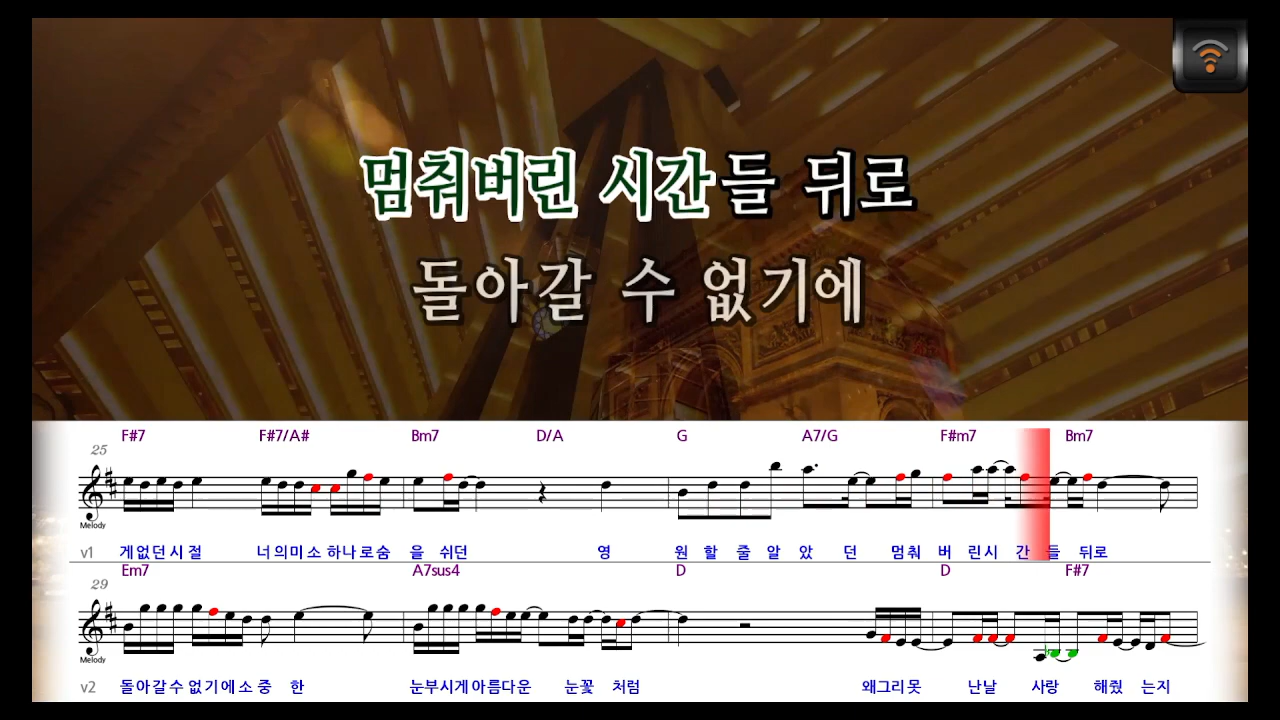 멈춰버린 시간들 뒤로
돌아갈 수 없기에
F#7 F#7/A# Bm7 D/A G A7/G F#m7 Bm7
25
Melody
v1 게없던시절 너의미소하나로숨 을 쉬던 영 원 할 줄 알 았 던 멈춰 버 린시 간 들 뒤로
Em7 A7sus4 D D F#7
29
Melody
v2 돌아갈수없기에소중 한 눈부시게아름다운 눈꽃 처럼 왜그리못 난날 사랑 해줬 는지